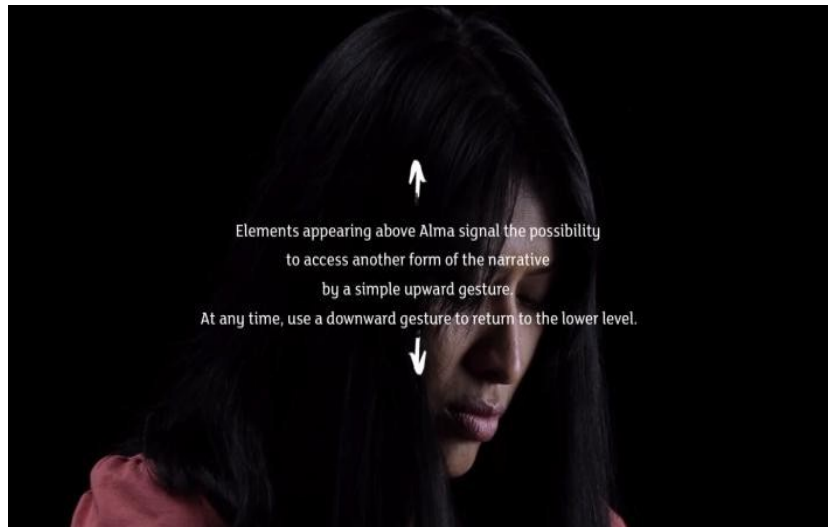 Elements appearing above Alma signal the possibility
to access another form of the narrative
by a simple upward gesture.
At any time, use a downward gesture to return to the lower level.